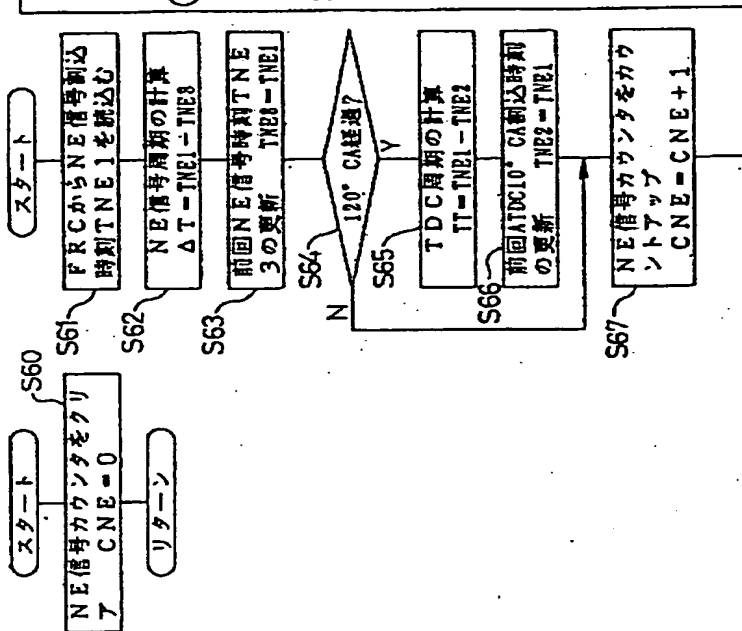 スタート
S60
NE信号カウンタをクリ
ア CNE=0
リターン
スタート
S61
FRCからNE信号割込
時刻TNE1を読込む
S62
NE信号周期の計算
ΔT=TNE1-TNE3
S63
前回NE信号時刻TNE
3の更新 TNE3=TNE1
S64
120°CA経過?
N
Y
S65
TDC周期の計算
TT=TNE1-TNE2
S66
前回ATDC10°CA割込時刻
の更新 TNE2=TNE1
S67
NE信号カウンタをカウ
ントアップ
CNE=CNE+1